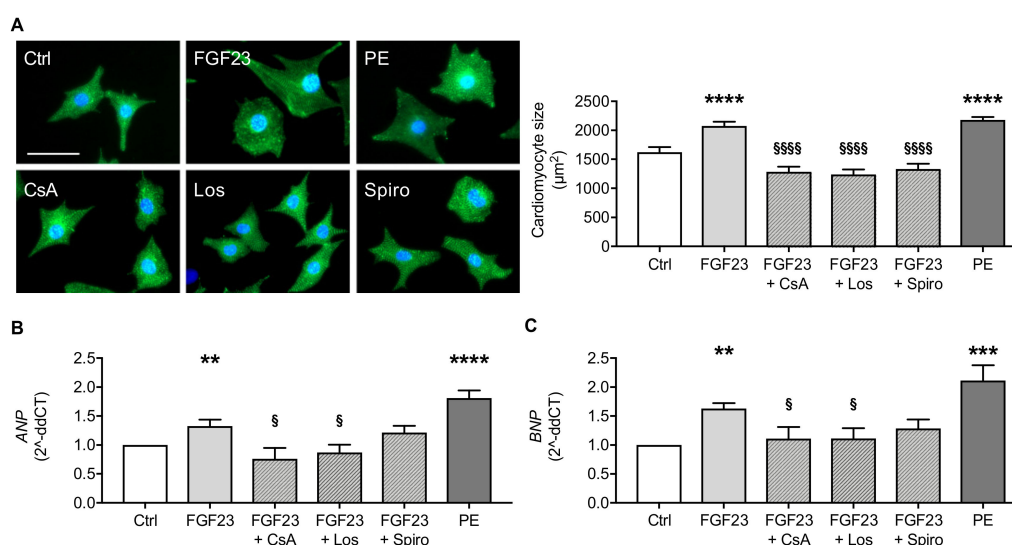 A
Ctrl
FGF23
PE
CsA
Los
Spiro
Cardiomyocyte size
(µm²)
2500
2000
1500
1000
500
0
****
§§§§
§§§§
§§§§
****
Ctrl
FGF23
FGF23
+ CsA
FGF23
+ Los
FGF23
+ Spiro
PE
B
ANP
(2^-ddCT)
2.5
2.0
1.5
1.0
0.5
0.0
**
§
§
****
Ctrl
FGF23
FGF23
+ CsA
FGF23
+ Los
FGF23
+ Spiro
PE
C
BNP
(2^-ddCT)
2.5
2.0
1.5
1.0
0.5
0.0
**
§
§
***
Ctrl
FGF23
FGF23
+ CsA
FGF23
+ Los
FGF23
+ Spiro
PE